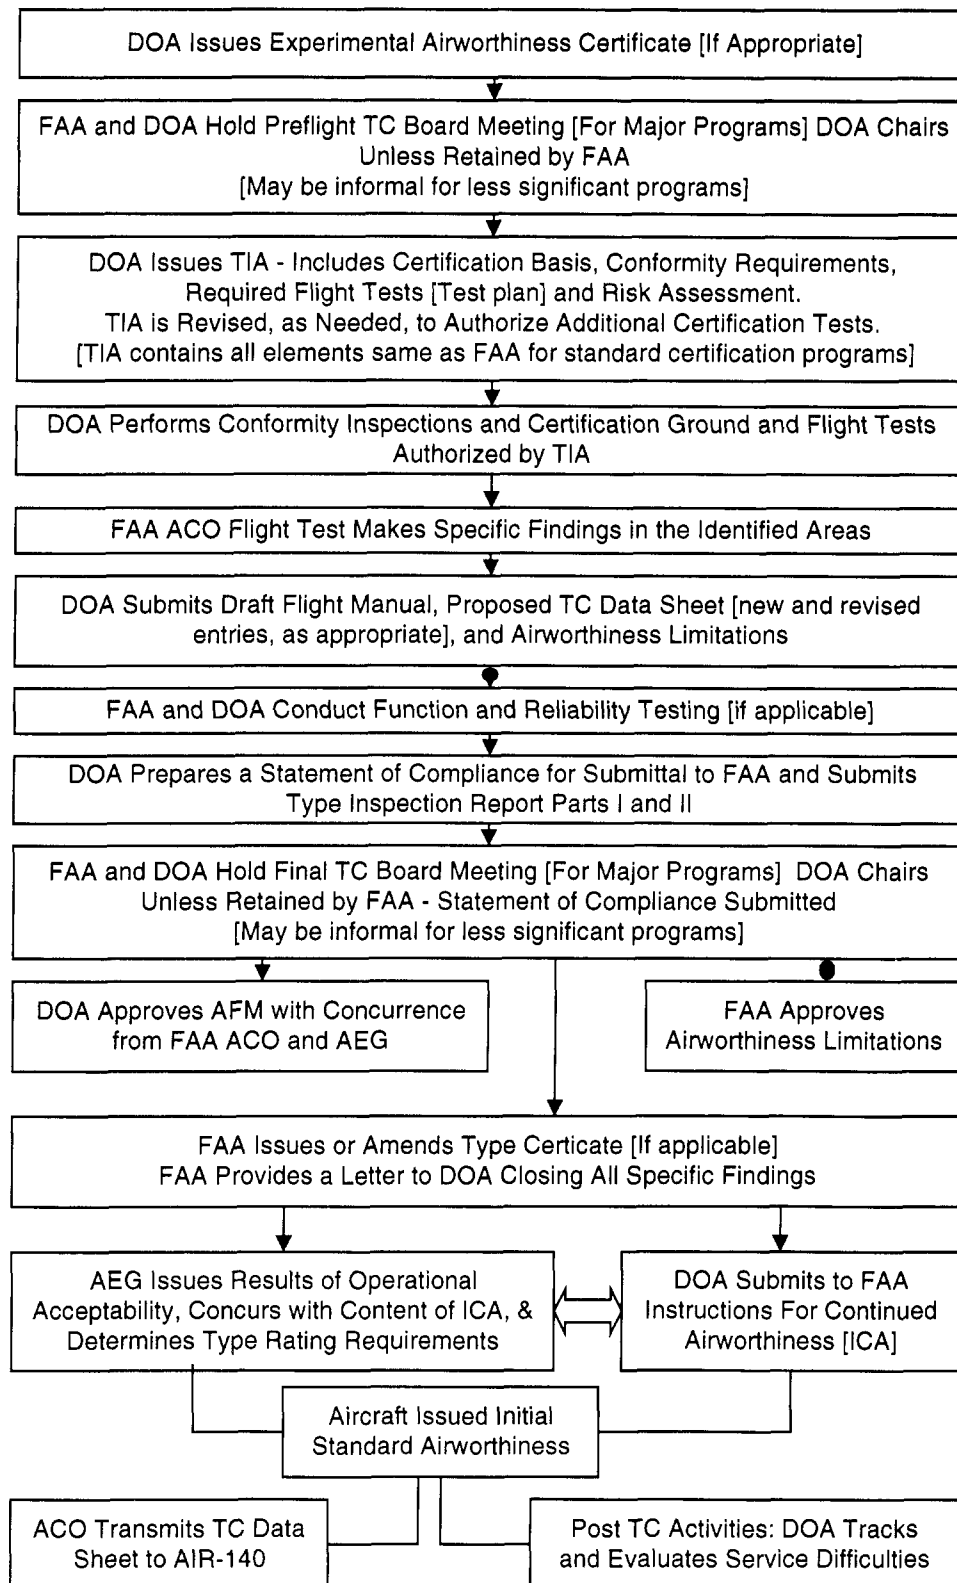 DOA Issues Experimental Airworthiness Certificate [If Appropriate]
FAA and DOA Hold Preflight TC Board Meeting [For Major Programs] DOA Chairs
Unless Retained by FAA
[May be informal for less significant programs]
DOA Issues TIA - Includes Certification Basis, Conformity Requirements,
Required Flight Tests [Test plan] and Risk Assessment.
TIA is Revised, as Needed, to Authorize Additional Certification Tests.
[TIA contains all elements same as FAA for standard certification programs]
DOA Performs Conformity Inspections and Certification Ground and Flight Tests
Authorized by TIA
FAA ACO Flight Test Makes Specific Findings in the Identified Areas
DOA Submits Draft Flight Manual, Proposed TC Data Sheet [new and revised
entries, as appropriate], and Airworthiness Limitations
FAA and DOA Conduct Function and Reliability Testing [if applicable]
DOA Prepares a Statement of Compliance for Submittal to FAA and Submits
Type Inspection Report Parts I and II
FAA and DOA Hold Final TC Board Meeting [For Major Programs] DOA Chairs
Unless Retained by FAA - Statement of Compliance Submitted
[May be informal for less significant programs]
DOA Approves AFM with Concurrence
from FAA ACO and AEG
FAA Approves
Airworthiness Limitations
FAA Issues or Amends Type Certicate [If applicable]
FAA Provides a Letter to DOA Closing All Specific Findings
AEG Issues Results of Operational
Acceptability, Concurs with Content of ICA, &
Determines Type Rating Requirements
DOA Submits to FAA
Instructions For Continued
Airworthiness [ICA]
Aircraft Issued Initial
Standard Airworthiness
ACO Transmits TC Data
Sheet to AIR-140
Post TC Activities: DOA Tracks
and Evaluates Service Difficulties